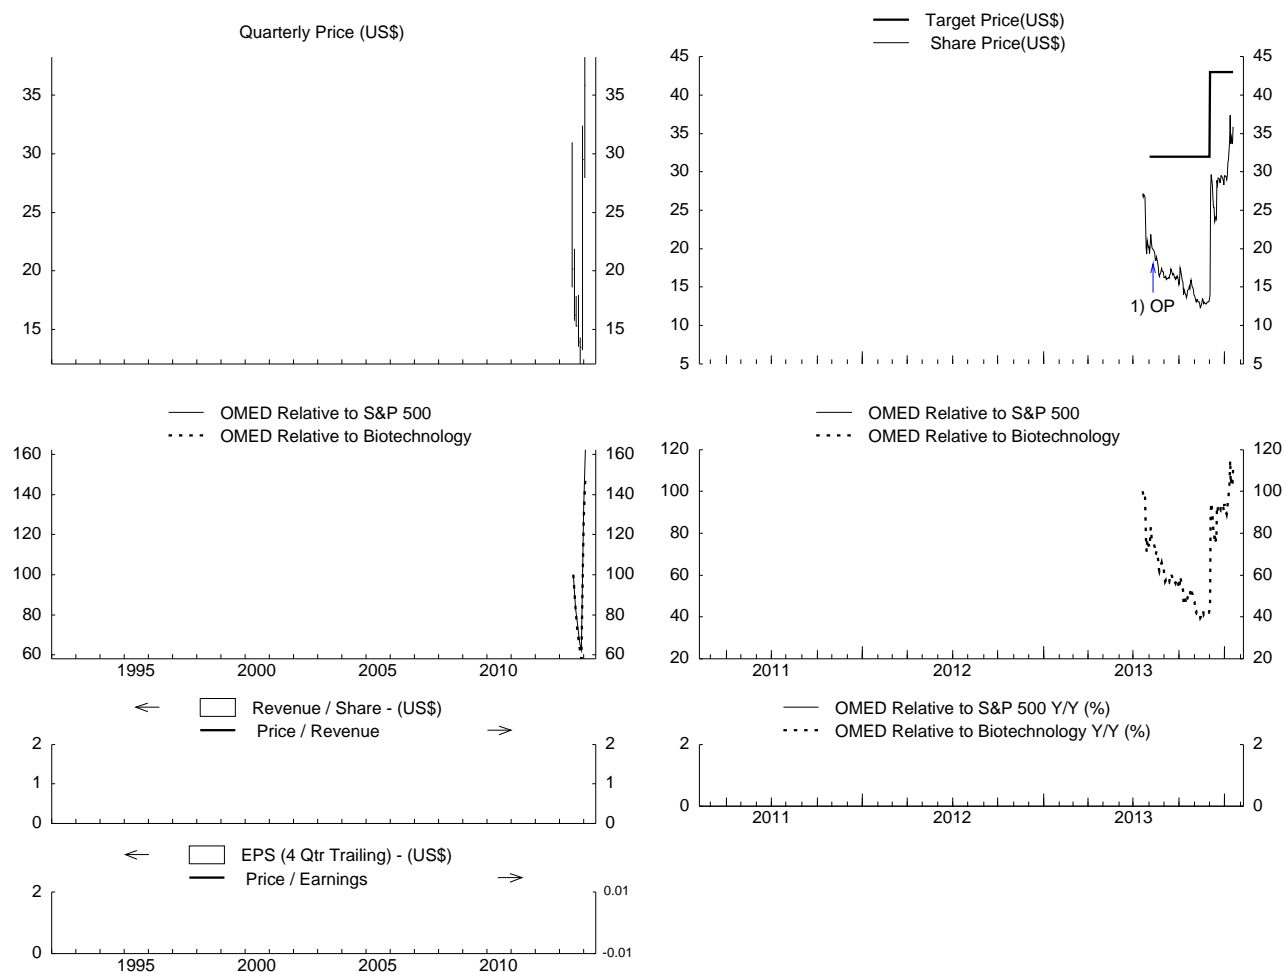 Quarterly Price (US$)
35 35
30 30
25 25
20 20
15 15
Target Price(US$)
Share Price(US$)
45 45
40 40
35 35
30 30
25 25
20 20
15 15
10 10
5 5
1) OP
OMED Relative to S&P 500
OMED Relative to Biotechnology
160 160
140 140
120 120
100 100
80 80
60 60
1995 2000 2005 2010
OMED Relative to S&P 500
OMED Relative to Biotechnology
120 120
100 100
80 80
60 60
40 40
20 20
2011 2012 2013
Revenue / Share - (US$)
Price / Revenue
2 2
1 1
0 0
OMED Relative to S&P 500 Y/Y (%)
OMED Relative to Biotechnology Y/Y (%)
2 2
0 0
2011 2012 2013
EPS (4 Qtr Trailing) - (US$)
Price / Earnings
2 0.01
0 -0.01
1995 2000 2005 2010